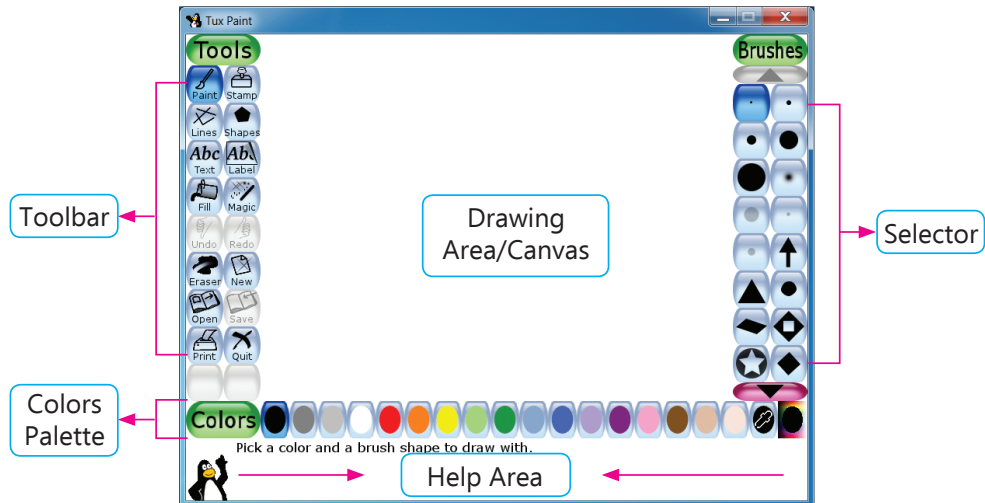 Tux Paint
Tools
Brushes
Paint Stamp
Lines Shapes
Abc Abc
Text Label
Fill Magic
Undo Redo
Eraser New
Open Save
Print Quit
Toolbar
Drawing
Area/Canvas
Selector
Colors
Palette
Colors
Pick a color and a brush shape to draw with.
Help Area